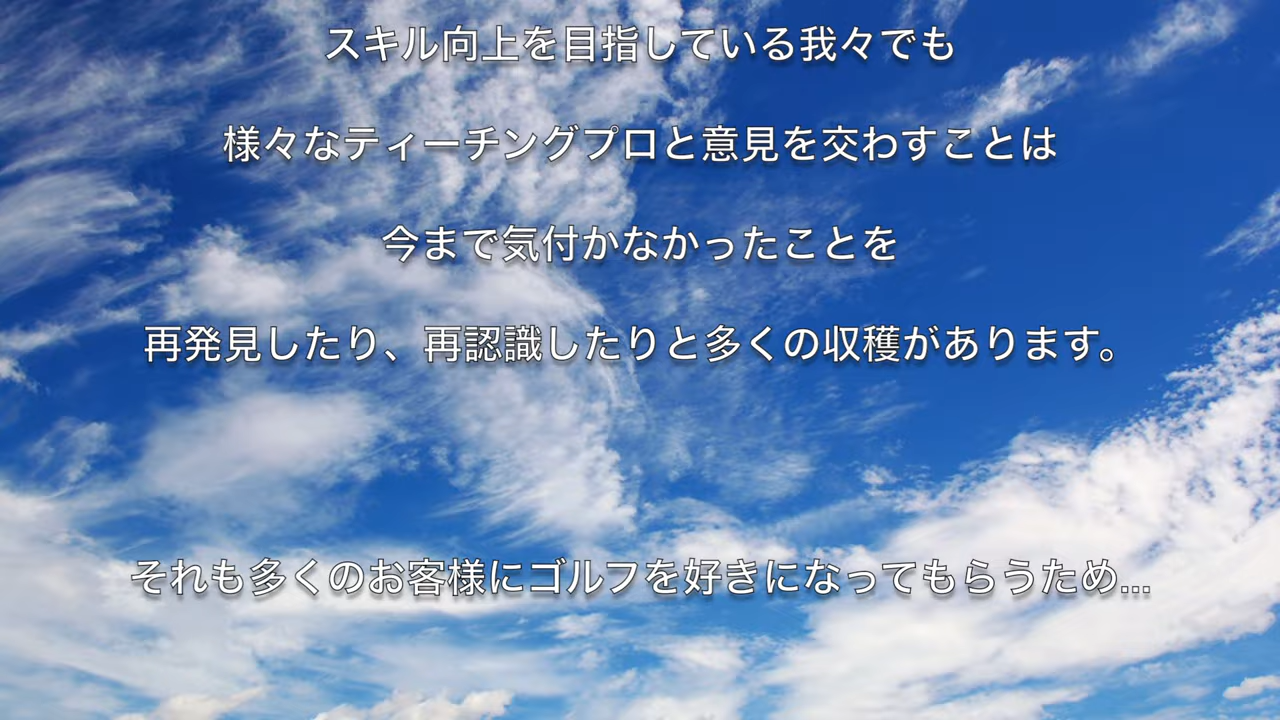 スキル向上を目指している我々でも
様々なティーチングプロと意見を交わすことは
今まで気付かなかったことを
再発見したり、再認識したりと多くの収穫があります。
それも多くのお客様にゴルフを好きになってもらうため...